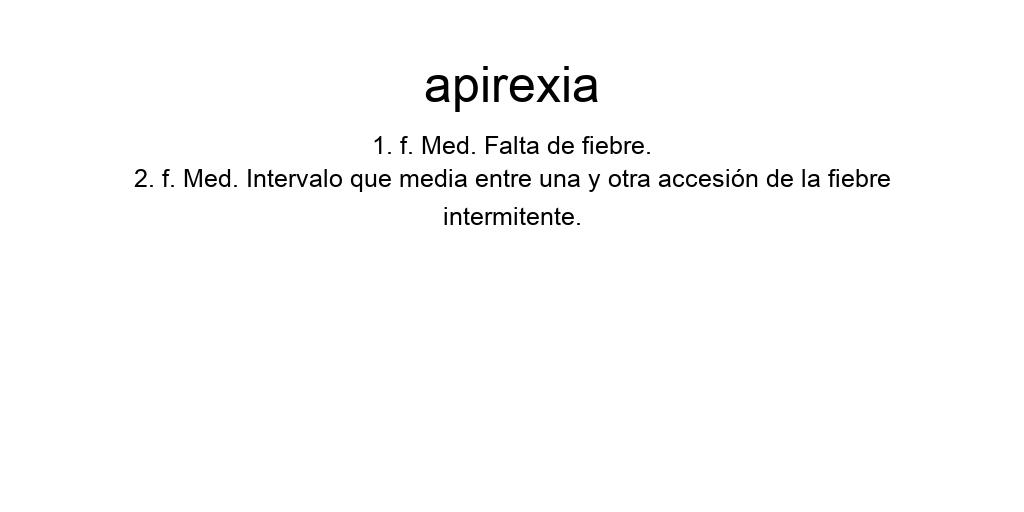 apirexia
1. f. Med. Falta de fiebre.
2. f. Med. Intervalo que media entre una y otra accesión de la fiebre
intermitente.